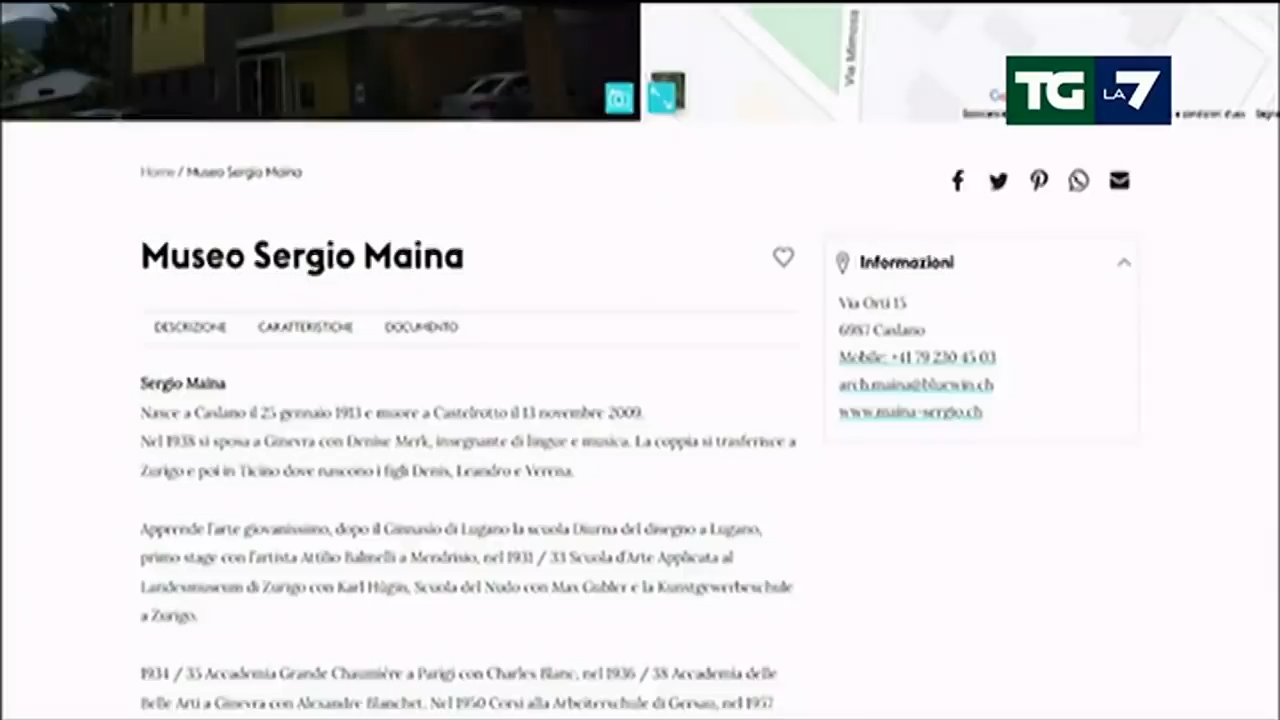 Via Mimosa
TG LA 7
Home / Museo Sergio Maina
Museo Sergio Maina
Informazioni
Via Orti 15
6987 Caslano
Mobile: +41 79 230 45 03
arch.maina@bluewin.ch
www.maina-sergio.ch
DESCRIZIONE CARATTERISTICHE DOCUMENTO
Sergio Maina
Nasce a Caslano il 25 gennaio 1913 e muore a Castelrotto il 13 novembre 2009.
Nel 1938 si sposa a Ginevra con Denise Merk, insegnante di lingue e musica. La coppia si trasferisce a
Zurigo e poi in Ticino dove nascono i figli Denis, Leandro e Verena.
Apprende l'arte giovanissimo, dopo il Ginnasio di Lugano la scuola Diurna del disegno a Lugano,
primo stage con l'artista Attilio Balmelli a Mendrisio, nel 1931 / 33 Scuola d'Arte Applicata al
Landesmuseum di Zurigo con Karl Hügin, Scuola del Nudo con Max Gubler e la Kunstgewerbeschule
a Zurigo.
1934 / 35 Accademia Grande Chaumière a Parigi con Charles Blanc, nel 1936 / 38 Accademia delle
Belle Arti a Ginevra con Alexandre Blanchet. Nel 1950 Corsi alla Arbeiterschule di Gersau, nel 1957